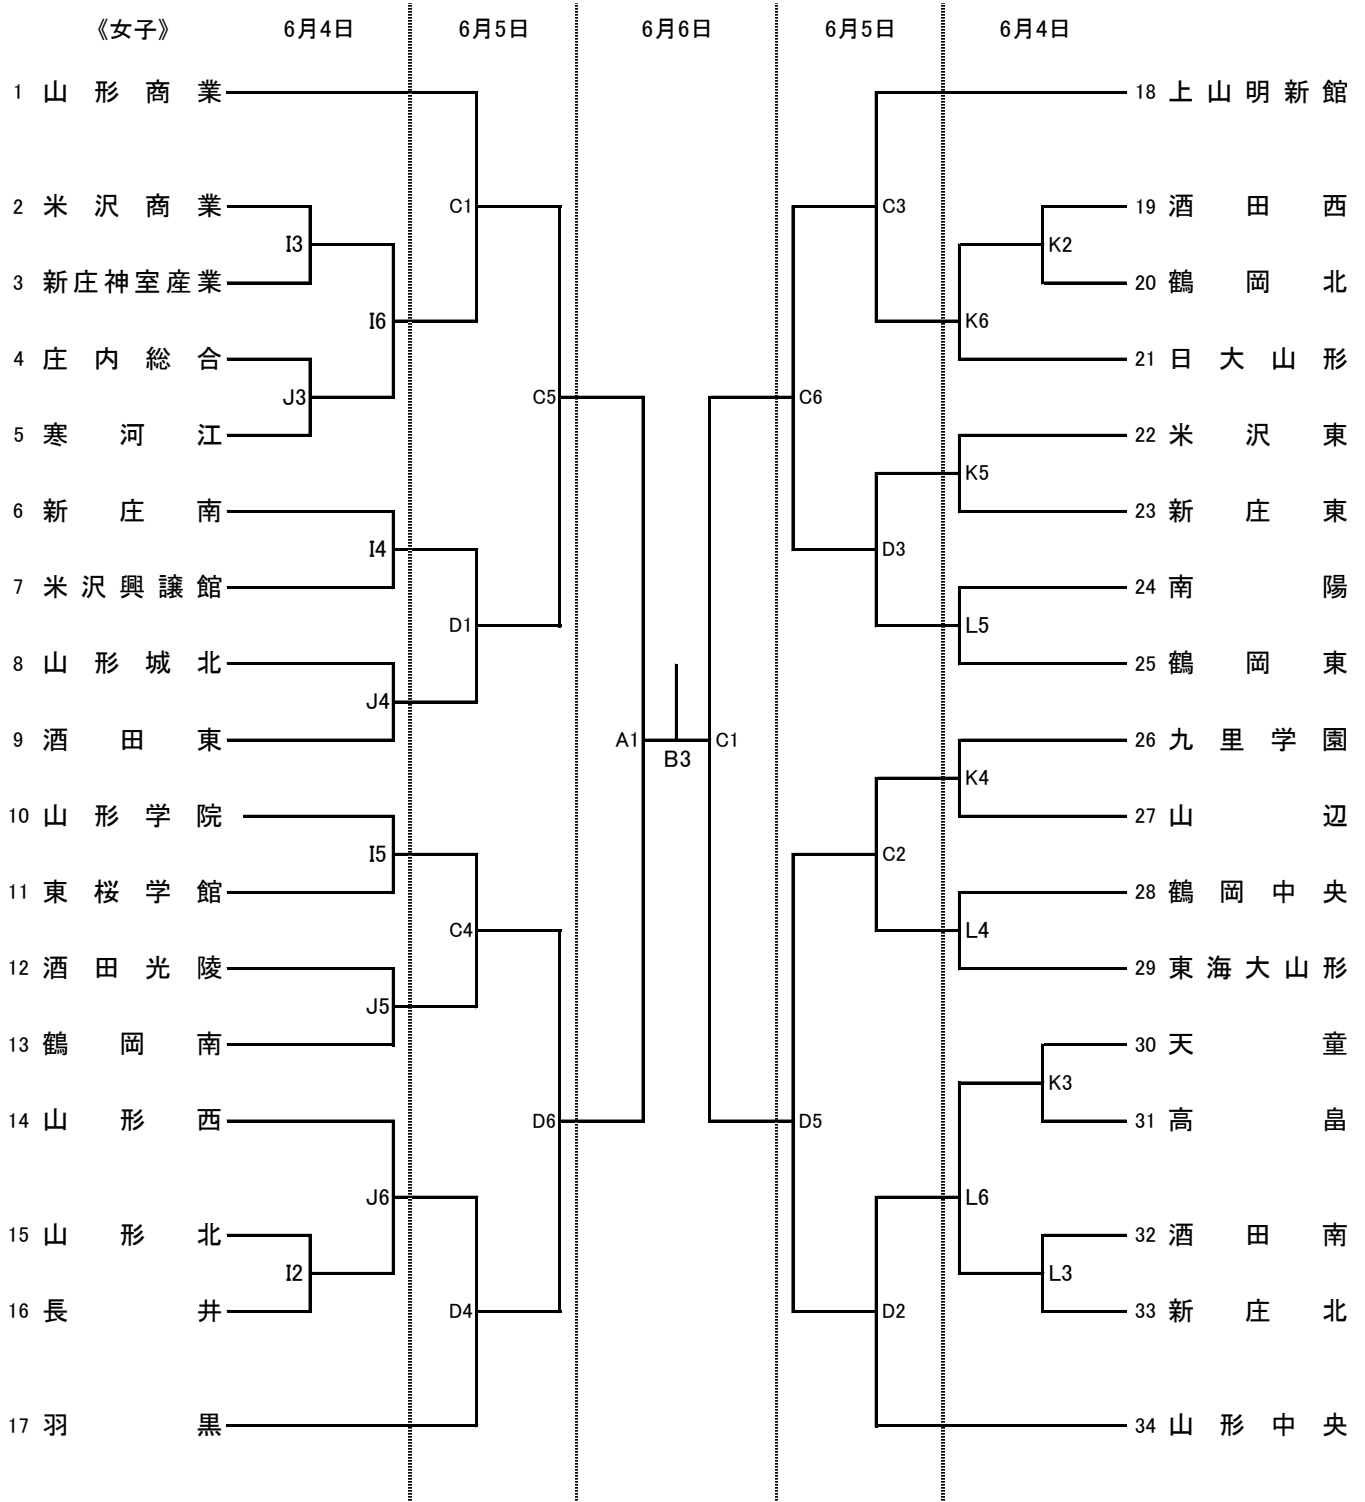 《女子》 6月4日 6月5日 6月6日 6月5日 6月4日
1 山形商業 18 上山明新館
2 米沢商業 C1 C3 19 酒田西
I3 K2
3 新庄神室産業 20 鶴岡北
I6 K6
4 庄内総合 21 日大山形
J3 C5 C6
5 寒河江 22 米沢東
K5
6 新庄南 23 新庄東
I4 D3
7 米沢興譲館 24 南陽
D1 L5
8 山形城北 25 鶴岡東
J4
9 酒田東 A1 C1 26 九里学園
B3
K4
10 山形学院 27 山辺
I5 C2
11 東桜学館 28 鶴岡中央
C4 L4
12 酒田光陵 29 東海大山形
J5
13 鶴岡南 30 天童
K3
14 山形西 D6 D5 31 高畠
J6 L6
15 山形北 32 酒田南
I2 L3
16 長井 D4 D2 33 新庄北
17 羽黒 34 山形中央